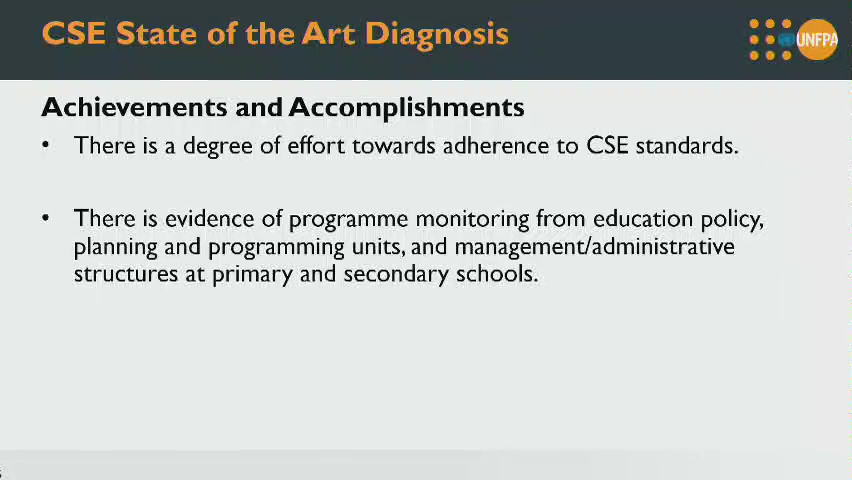 CSE State of the Art Diagnosis
UNFPA
Achievements and Accomplishments
• There is a degree of effort towards adherence to CSE standards.
• There is evidence of programme monitoring from education policy,
planning and programming units, and management/administrative
structures at primary and secondary schools.